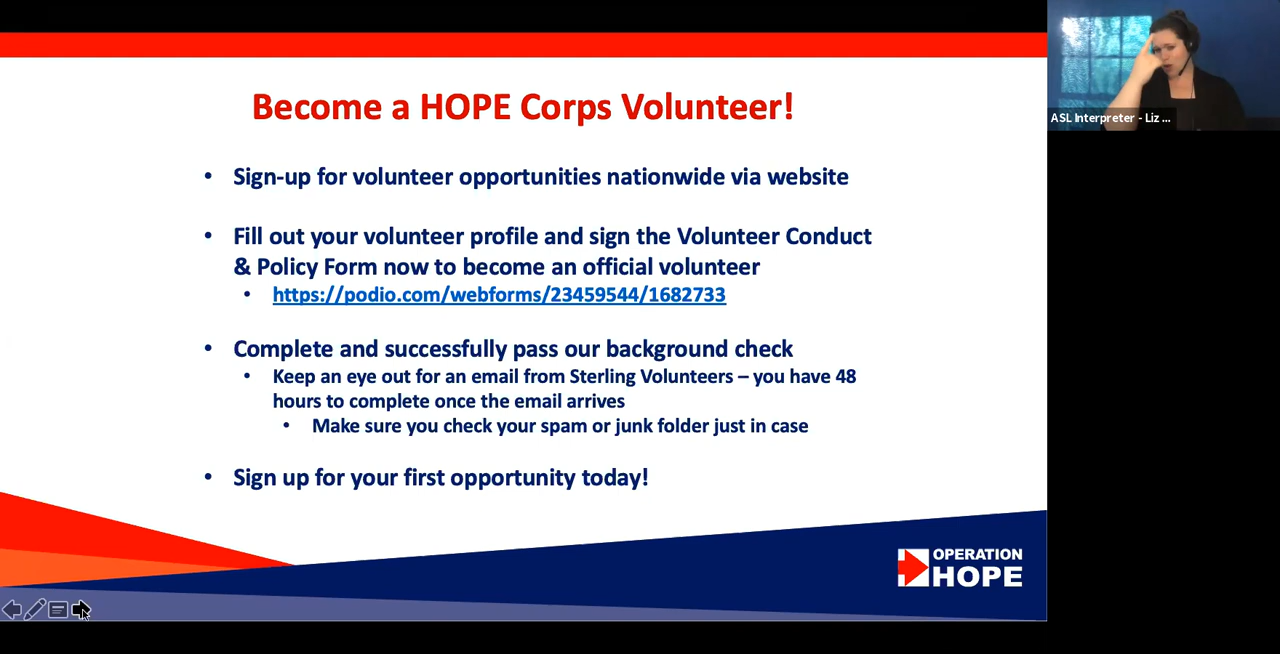 Become a HOPE Corps Volunteer!
• Sign-up for volunteer opportunities nationwide via website
• Fill out your volunteer profile and sign the Volunteer Conduct
& Policy Form now to become an official volunteer
• https://podio.com/webforms/23459544/1682733
• Complete and successfully pass our background check
• Keep an eye out for an email from Sterling Volunteers – you have 48
hours to complete once the email arrives
• Make sure you check your spam or junk folder just in case
• Sign up for your first opportunity today!
OPERATION
HOPE
ASL Interpreter - Liz ...